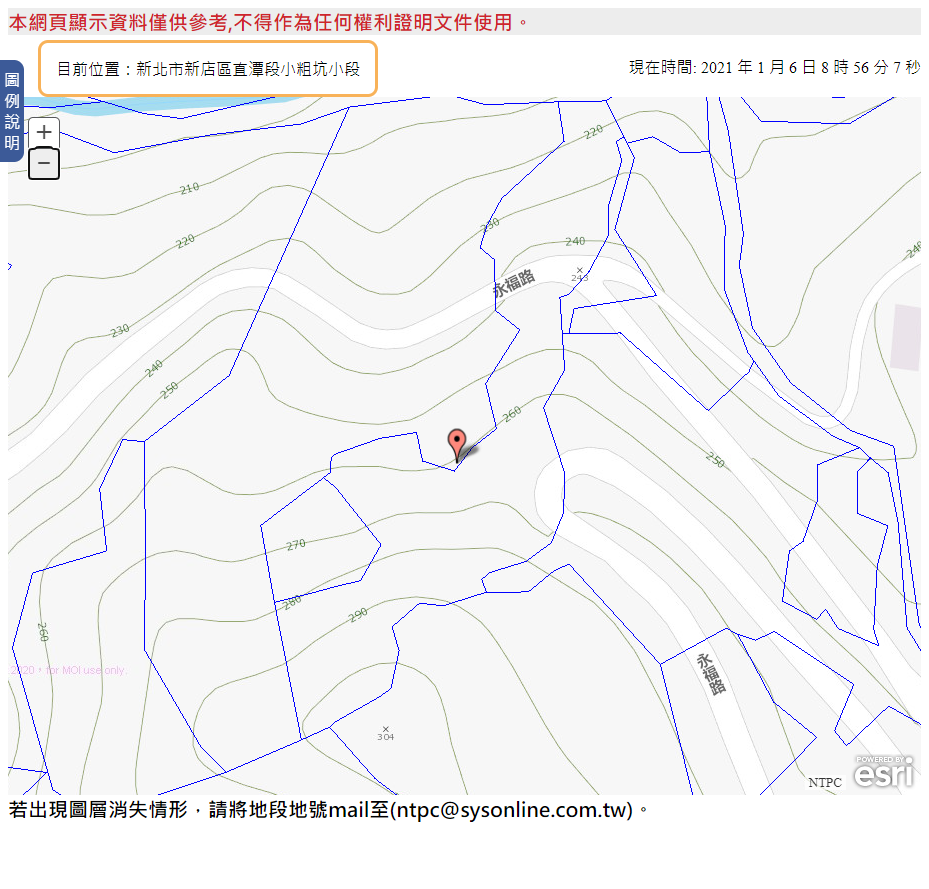 本網頁顯示資料僅供參考,不得作為任何權利證明文件使用。
目前位置：新北市新店區直潭段小粗坑小段
現在時間: 2021 年 1 月 6 日 8 時 56 分 7 秒
圖例說明
+
−
220
210
230
220
240
240
243
永福路
230
240
250
260
250
270
280
290
260
2020，for MOI use only.
永福路
304
POWERED BY
esri
NTPC
若出現圖層消失情形，請將地段地號mail至(ntpc@sysonline.com.tw)。